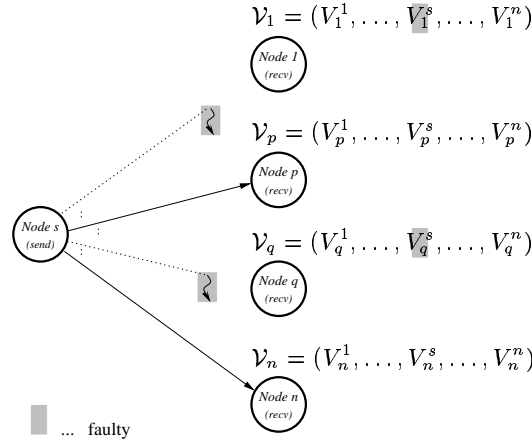 𝒱₁ = (V₁¹, . . . , V₁ˢ, . . . , V₁ⁿ)
Node 1
(recv)
𝒱ₚ = (Vₚ¹, . . . , Vₚˢ, . . . , Vₚⁿ)
Node p
(recv)
Node s
(send)
𝒱_q = (V_q¹, . . . , V_qˢ, . . . , V_qⁿ)
Node q
(recv)
𝒱ₙ = (Vₙ¹, . . . , Vₙˢ, . . . , Vₙⁿ)
Node n
(recv)
... faulty